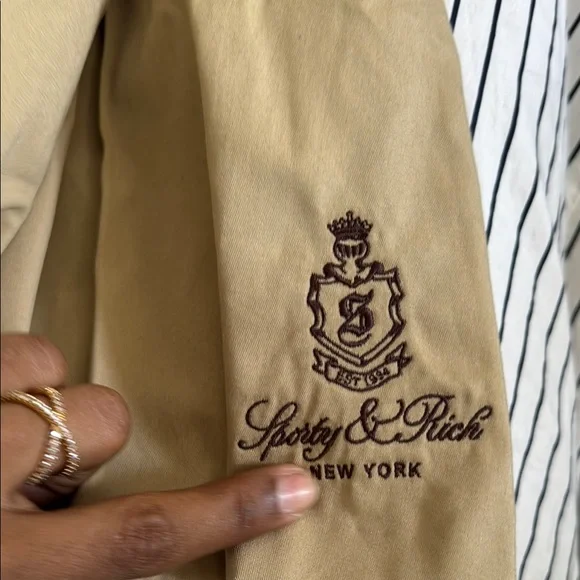 S
EST 1994
Sporty & Rich
NEW YORK